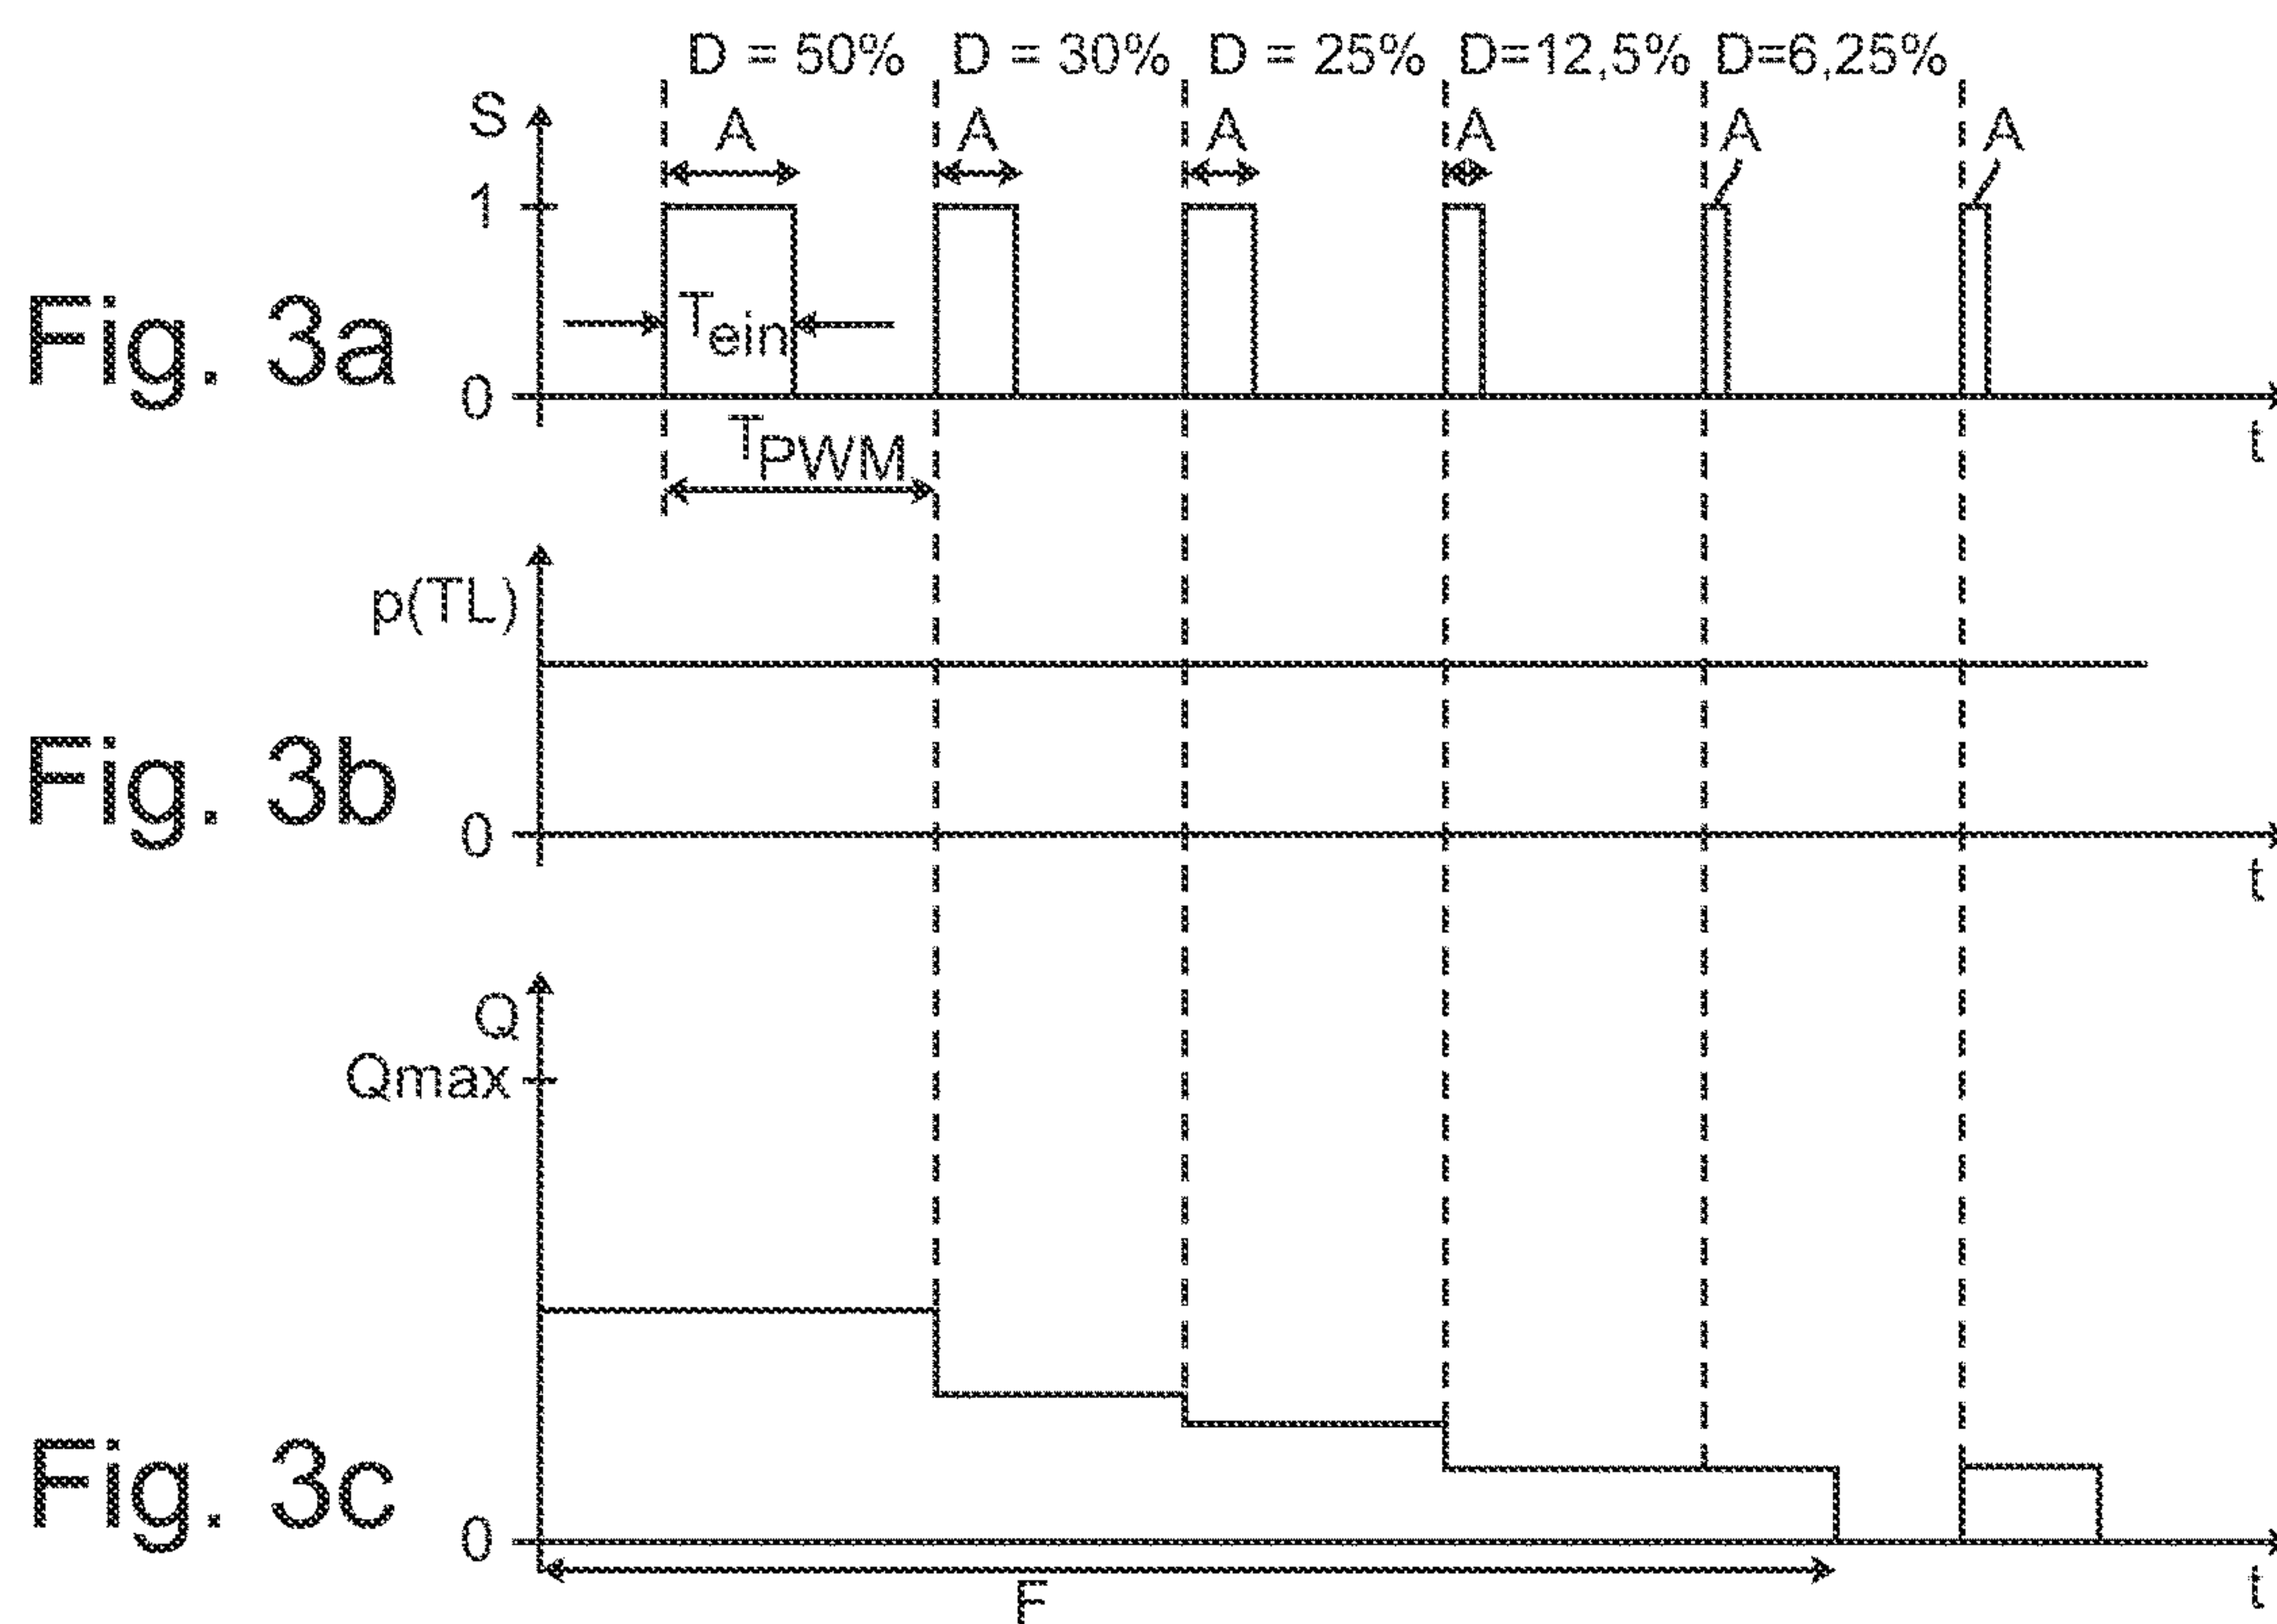 D = 50% D = 30% D = 25% D=12,5% D=6,25%
S A A A A A A
1
Fig. 3a
Tein
0
t
TPWM
p(TL)
Fig. 3b
0
t
Q
Qmax
Fig. 3c
0
t
F